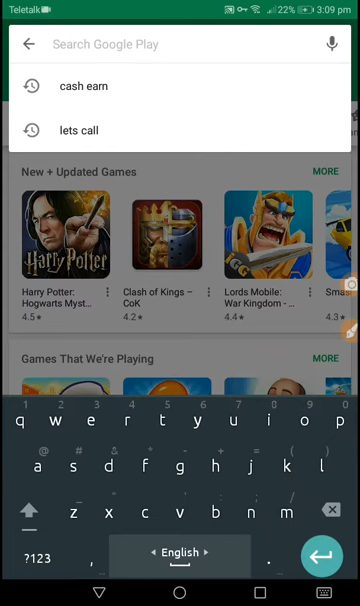 Teletalk 22% 3:09 pm
Search Google Play
cash earn
lets call
New + Updated Games MORE
Harry Potter
IGG
Harry Potter: Hogwarts Myst...
4.5★
Clash of Kings – CoK
4.2★
Lords Mobile: War Kingdom - ...
4.4★
Smas
4.3★
Games That We're Playing MORE
1 2 3 4 5 6 7 8 9 0
q w e r t y u i o p
@ # & * - + = ( )
a s d f g h j k l
_ " ' : ; /
z x c v b n m
?123 , English .